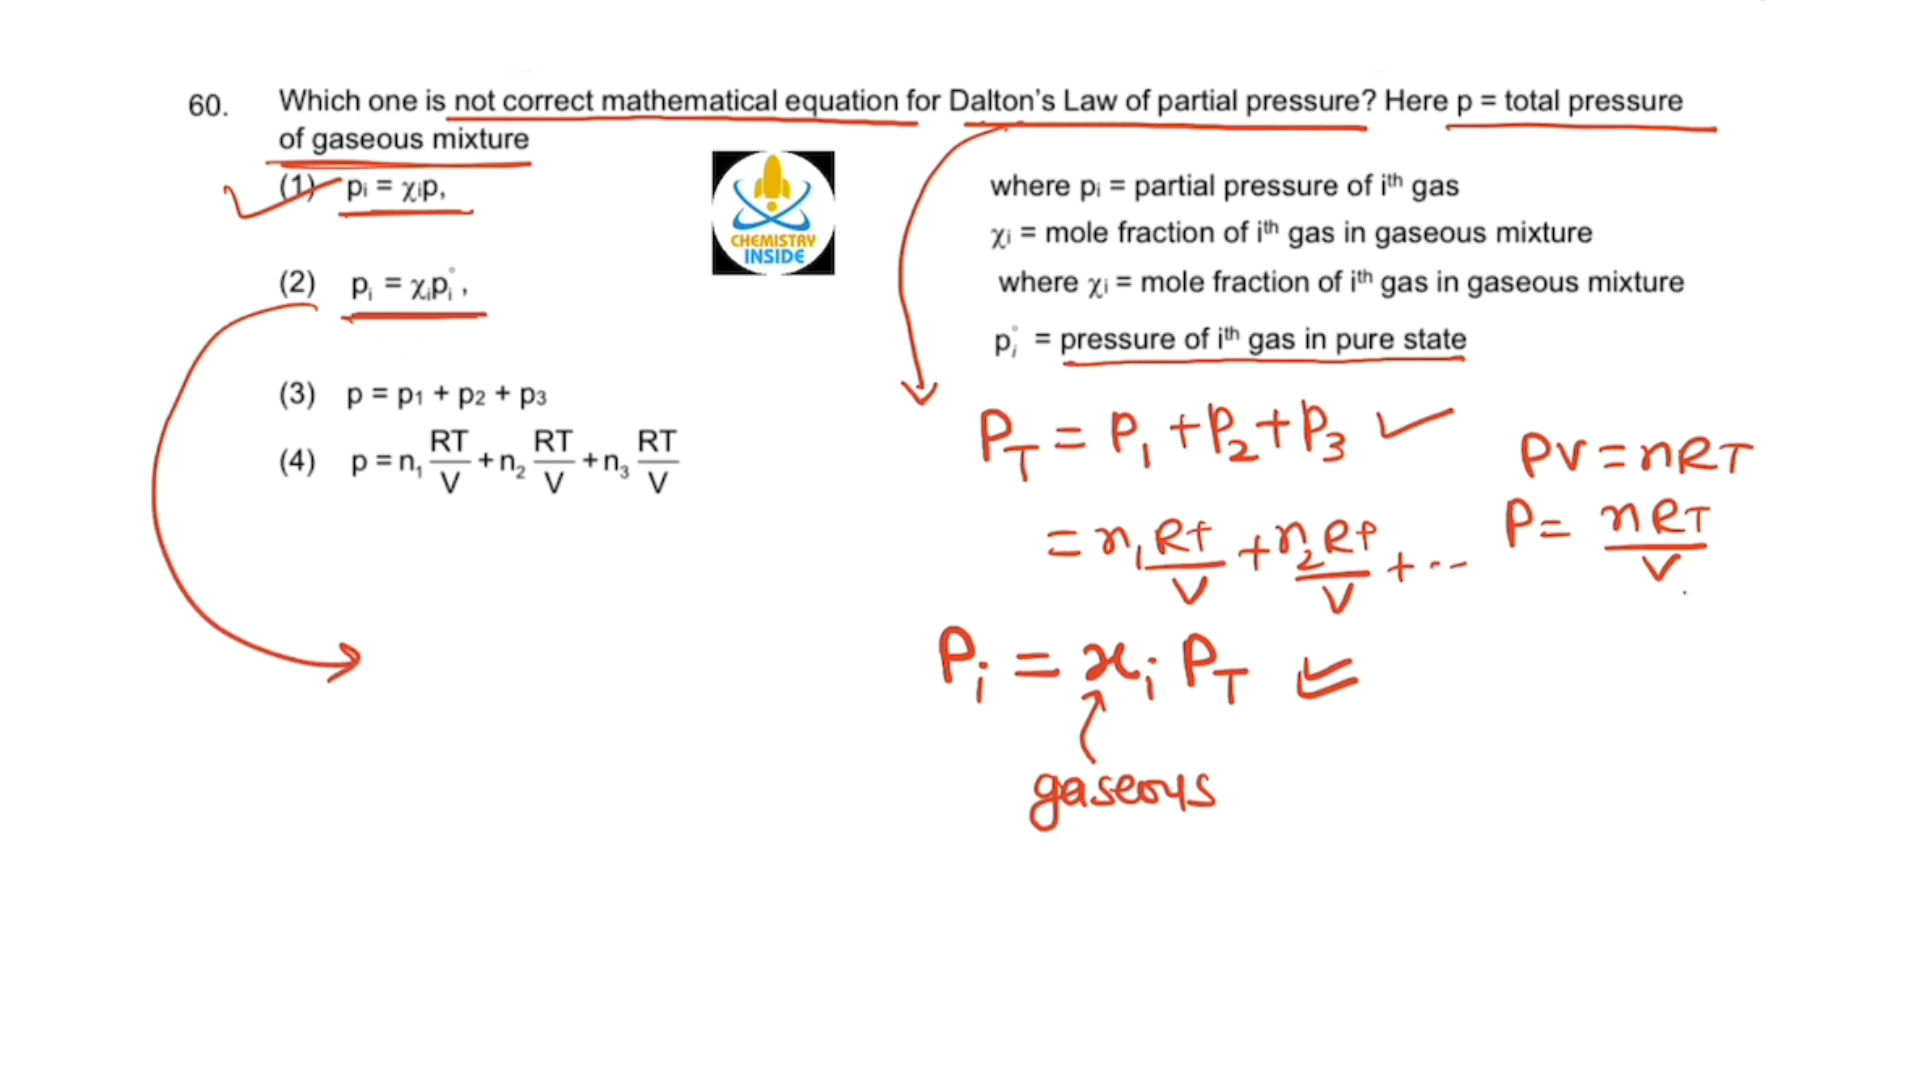 60. Which one is not correct mathematical equation for Dalton's Law of partial pressure? Here p = total pressure
of gaseous mixture
(1) pᵢ = χᵢp, where pᵢ = partial pressure of iᵗʰ gas
χᵢ = mole fraction of iᵗʰ gas in gaseous mixture
(2) pᵢ = χᵢpᵢ°, where χᵢ = mole fraction of iᵗʰ gas in gaseous mixture
pᵢ° = pressure of iᵗʰ gas in pure state
(3) p = p₁ + p₂ + p₃
(4) p = n₁ RT/V + n₂ RT/V + n₃ RT/V
CHEMISTRY
INSIDE
P_T = P₁ + P₂ + P₃ ✓
= n₁RT/V + n₂RT/V + ...
PV = nRT
P = nRT/V
Pᵢ = xᵢ P_T
gaseous